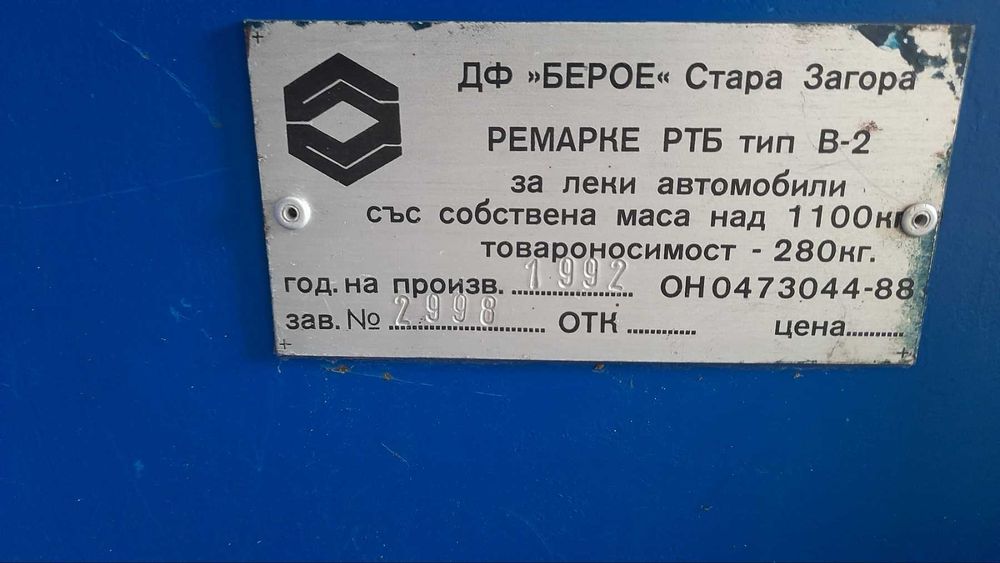 ДФ »БЕРОЕ« Стара Загора
РЕМАРКЕ РТБ тип В-2
за леки автомобили
със собствена маса над 1100кг
товароносимост - 280кг.
год. на произв. 1992 ОН 0473044-88
зав. № 2998 ОТК ........... цена..........